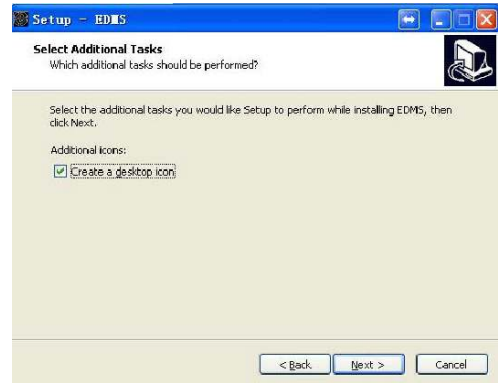 Setup - EDMS
Select Additional Tasks
Which additional tasks should be performed?
Select the additional tasks you would like Setup to perform while installing EDMS, then
click Next.
Additional icons:
Create a desktop icon
< Back
Next >
Cancel